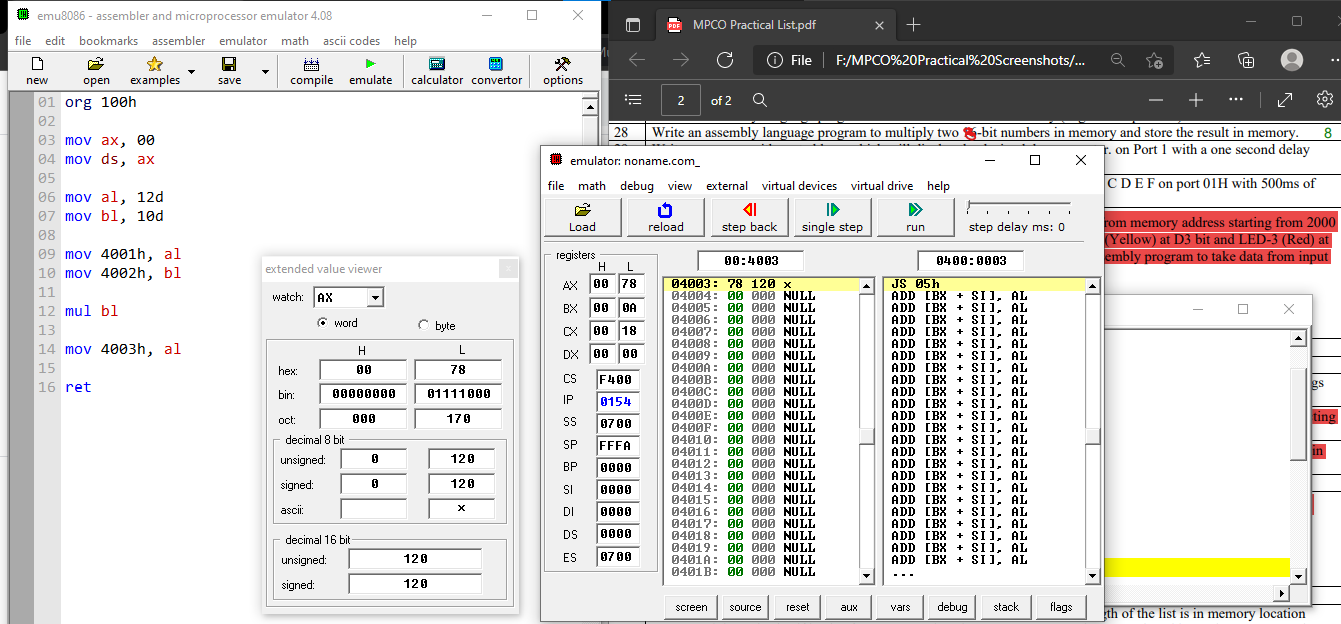 emu8086 - assembler and microprocessor emulator 4.08
file edit bookmarks assembler emulator math ascii codes help
new open examples save compile emulate calculator convertor options
01 org 100h
02
03 mov ax, 00
04 mov ds, ax
05
06 mov al, 12d
07 mov bl, 10d
08
09 mov 4001h, al
10 mov 4002h, bl
11
12 mul bl
13
14 mov 4003h, al
15
16 ret
extended value viewer
watch: AX
word byte
H L
hex: 00 78
bin: 00000000 01111000
oct: 000 170
decimal 8 bit
unsigned: 0 120
signed: 0 120
ascii: x
decimal 16 bit
unsigned: 120
signed: 120
MPCO Practical List.pdf
File F:/MPCO%20Practical%20Screenshots/...
2 of 2
28 Write an assembly language program to multiply two -bit numbers in memory and store the result in memory. 8
r. on Port 1 with a one second delay
C D E F on port 01H with 500ms of
rom memory address starting from 2000
(Yellow) at D3 bit and LED-3 (Red) at
embly program to take data from input
gs
ting
in
gth of the list is in memory location
emulator: noname.com_
file math debug view external virtual devices virtual drive help
Load reload step back single step run step delay ms: 0
registers
H L
AX 00 78
BX 00 0A
CX 00 18
DX 00 00
CS F400
IP 0154
SS 0700
SP FFFA
BP 0000
SI 0000
DI 0000
DS 0000
ES 0700
00:4003 0400:0003
04003: 78 120 x JS 05h
04004: 00 000 NULL ADD [BX + SI], AL
04005: 00 000 NULL ADD [BX + SI], AL
04006: 00 000 NULL ADD [BX + SI], AL
04007: 00 000 NULL ADD [BX + SI], AL
04008: 00 000 NULL ADD [BX + SI], AL
04009: 00 000 NULL ADD [BX + SI], AL
0400A: 00 000 NULL ADD [BX + SI], AL
0400B: 00 000 NULL ADD [BX + SI], AL
0400C: 00 000 NULL ADD [BX + SI], AL
0400D: 00 000 NULL ADD [BX + SI], AL
0400E: 00 000 NULL ADD [BX + SI], AL
0400F: 00 000 NULL ADD [BX + SI], AL
04010: 00 000 NULL ADD [BX + SI], AL
04011: 00 000 NULL ADD [BX + SI], AL
04012: 00 000 NULL ADD [BX + SI], AL
04013: 00 000 NULL ADD [BX + SI], AL
04014: 00 000 NULL ADD [BX + SI], AL
04015: 00 000 NULL ADD [BX + SI], AL
04016: 00 000 NULL ADD [BX + SI], AL
04017: 00 000 NULL ADD [BX + SI], AL
04018: 00 000 NULL ADD [BX + SI], AL
04019: 00 000 NULL ADD [BX + SI], AL
0401A: 00 000 NULL ADD [BX + SI], AL
0401B: 00 000 NULL ...
screen source reset aux vars debug stack flags